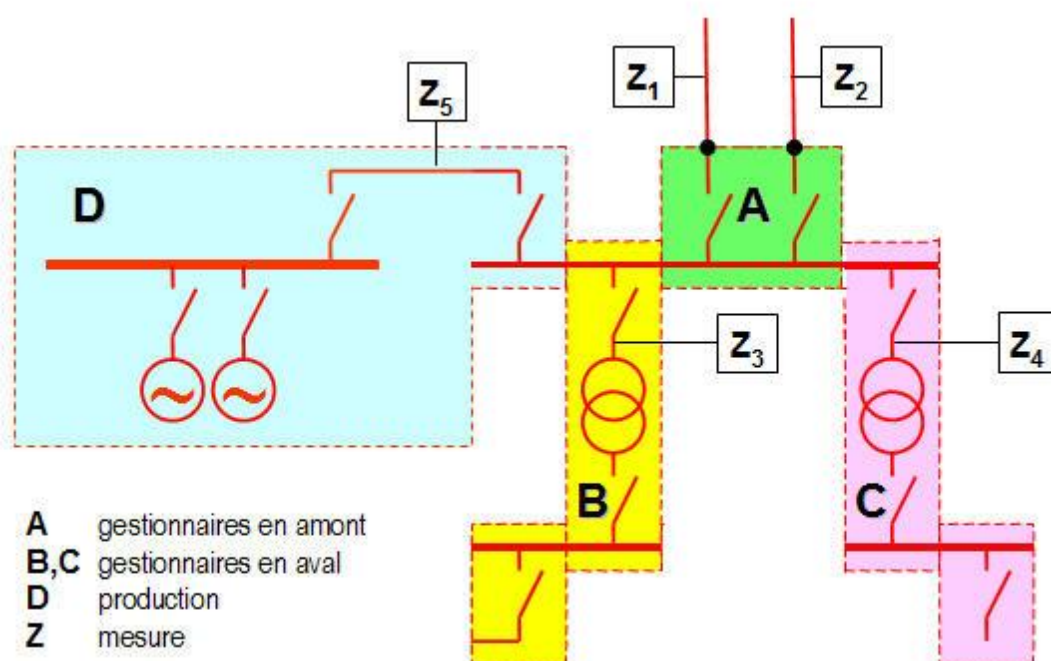 Z1
Z2
Z5
D
A
Z3
Z4
B
C
A gestionnaires en amont
B,C gestionnaires en aval
D production
Z mesure